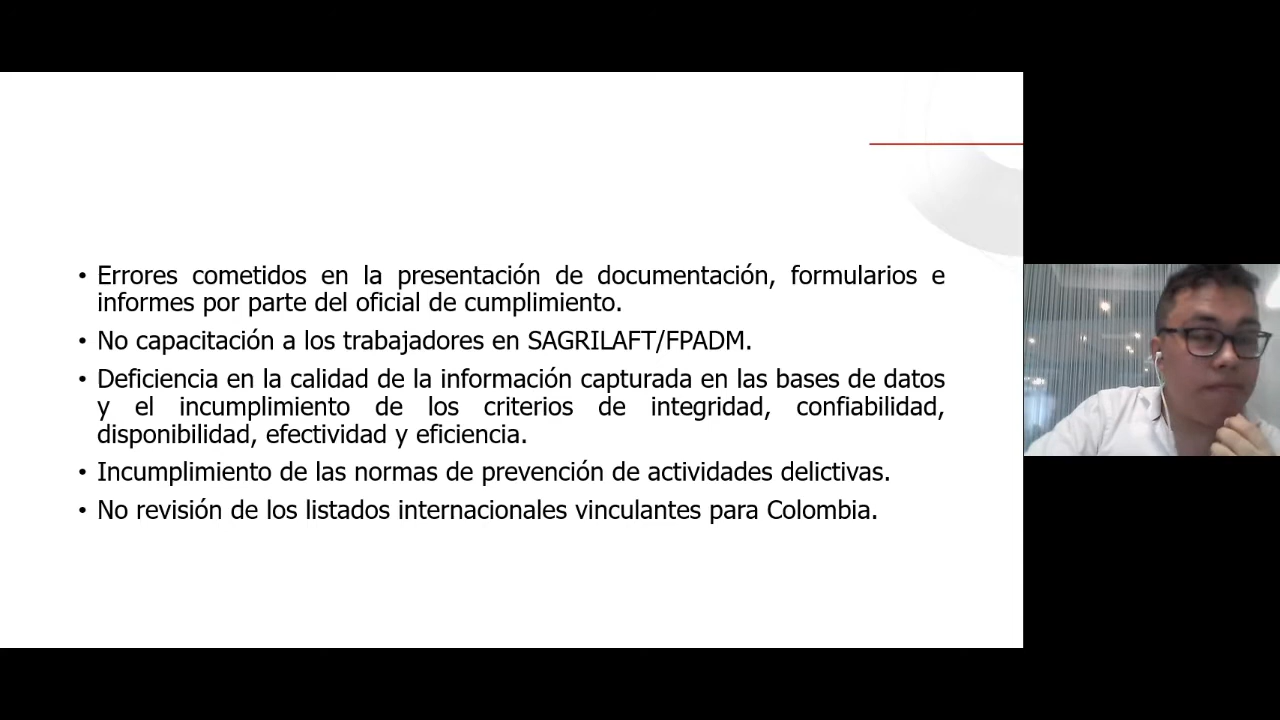 • Errores cometidos en la presentación de documentación, formularios e
informes por parte del oficial de cumplimiento.
• No capacitación a los trabajadores en SAGRILAFT/FPADM.
• Deficiencia en la calidad de la información capturada en las bases de datos
y el incumplimiento de los criterios de integridad, confiabilidad,
disponibilidad, efectividad y eficiencia.
• Incumplimiento de las normas de prevención de actividades delictivas.
• No revisión de los listados internacionales vinculantes para Colombia.